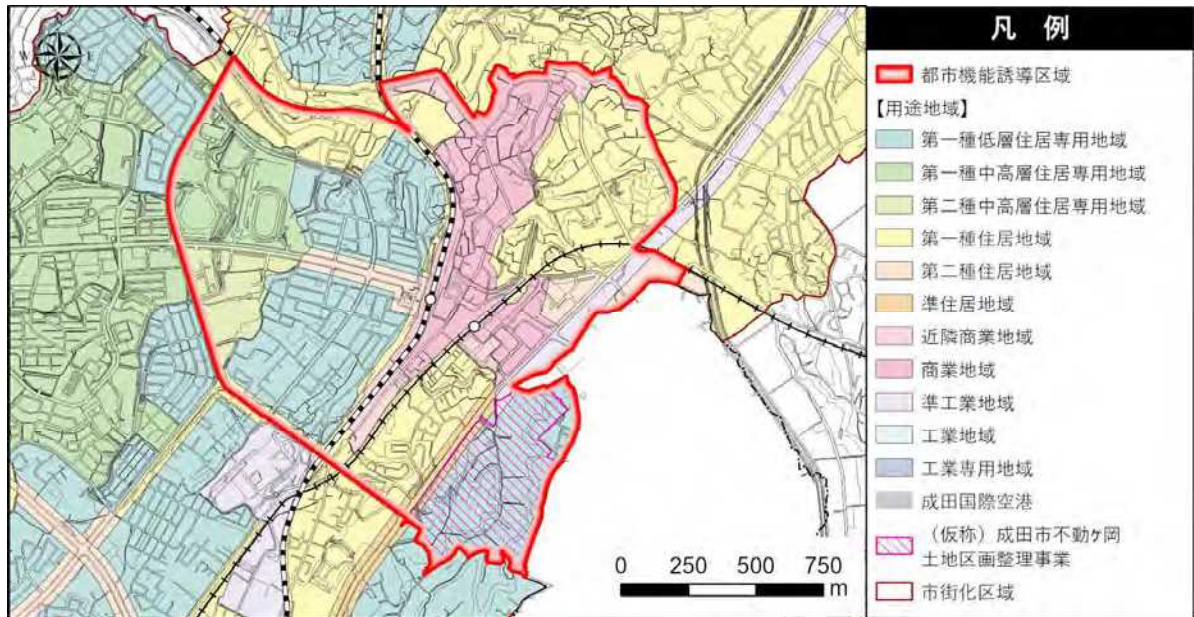 凡 例
都市機能誘導区域
【用途地域】
第一種低層住居専用地域
第一種中高層住居専用地域
第二種中高層住居専用地域
第一種住居地域
第二種住居地域
準住居地域
近隣商業地域
商業地域
準工業地域
工業地域
工業専用地域
成田国際空港
（仮称）成田市不動ヶ岡
土地区画整理事業
市街化区域
W E
0 250 500 750
m